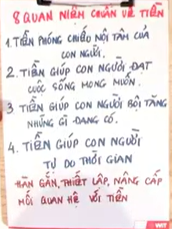 8 QUAN NIỆM CHUẨN VỀ TIỀN
1. TIỀN PHÓNG CHIẾU NỘI TÂM CỦA
CON NGƯỜI.
2. TIỀN GIÚP CON NGƯỜI ĐẠT
CUỘC SỐNG MONG MUỐN.
3 TIỀN GIÚP CON NGƯỜI BỘI TĂNG
NHỮNG GÌ ĐANG CÓ.
4. TIỀN GIÚP CON NGƯỜI
TỰ DO THỜI GIAN
HÀN GẮN, THIẾT LẬP, NÂNG CẤP
MỐI QUAN HỆ VỚI TIỀN